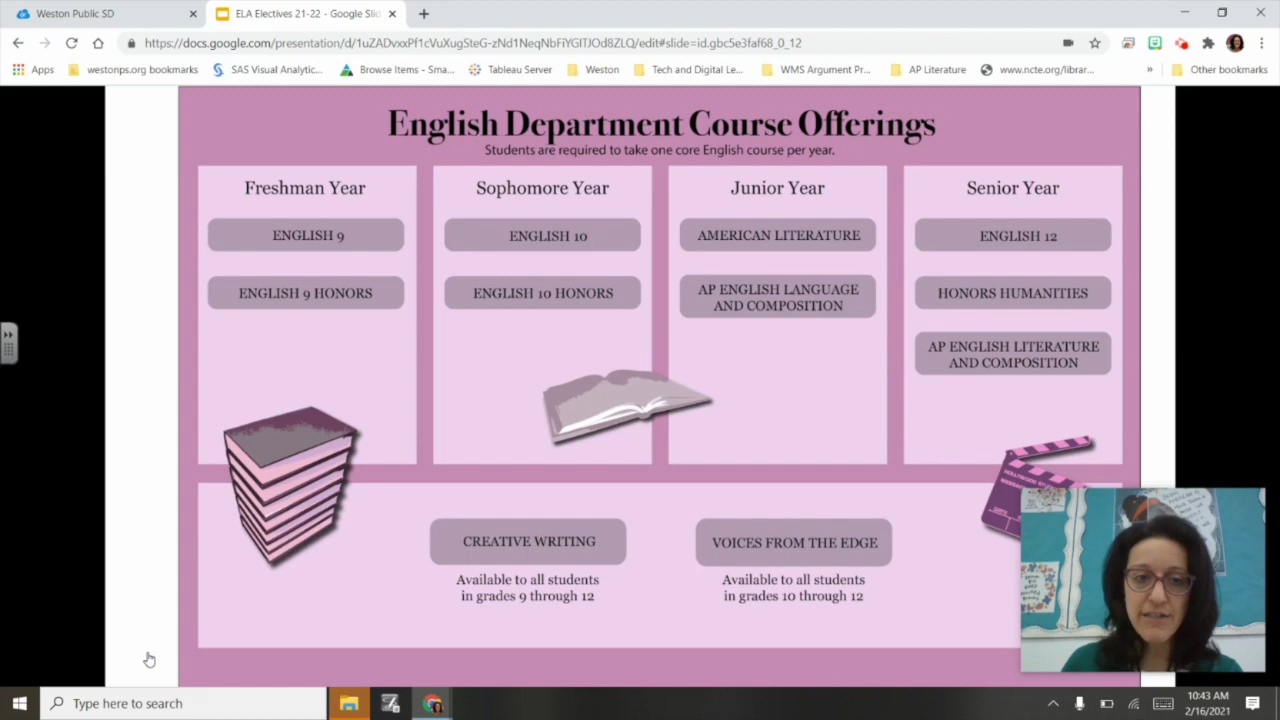 Weston Public SD
ELA Electives 21-22 - Google Slid
https://docs.google.com/presentation/d/1uZADvxxPf1cVuXugSteG-zNd1NeqNbFiYGlTJOd8ZLQ/edit#slide=id.gbc5e3faf68_0_12
Apps
westonps.org bookmarks
SAS Visual Analytic...
Browse Items - Sma...
Tableau Server
Weston
Tech and Digital Le...
WMS Argument Pr...
AP Literature
www.ncte.org/librar...
Other bookmarks
English Department Course Offerings
Students are required to take one core English course per year.
Freshman Year
ENGLISH 9
ENGLISH 9 HONORS
Sophomore Year
ENGLISH 10
ENGLISH 10 HONORS
Junior Year
AMERICAN LITERATURE
AP ENGLISH LANGUAGE
AND COMPOSITION
Senior Year
ENGLISH 12
HONORS HUMANITIES
AP ENGLISH LITERATURE
AND COMPOSITION
CREATIVE WRITING
Available to all students
in grades 9 through 12
VOICES FROM THE EDGE
Available to all students
in grades 10 through 12
Type here to search
10:43 AM
2/16/2021